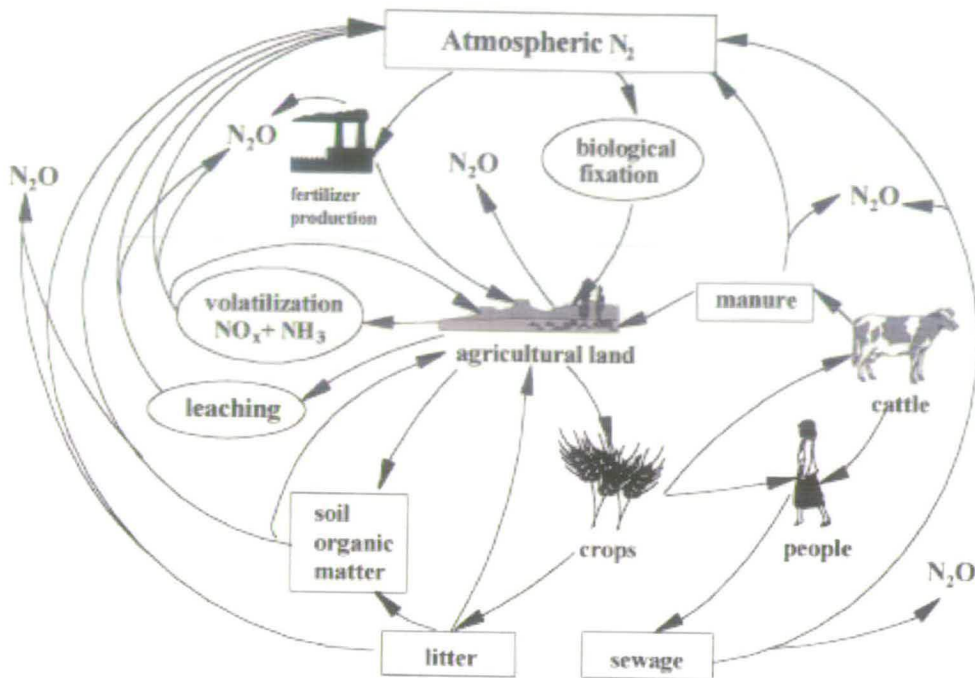 Atmospheric N₂
N₂O
N₂O
fertilizer
production
N₂O
biological
fixation
N₂O
volatilization
NOₓ+ NH₃
agricultural land
manure
leaching
cattle
soil
organic
matter
crops
people
N₂O
litter
sewage